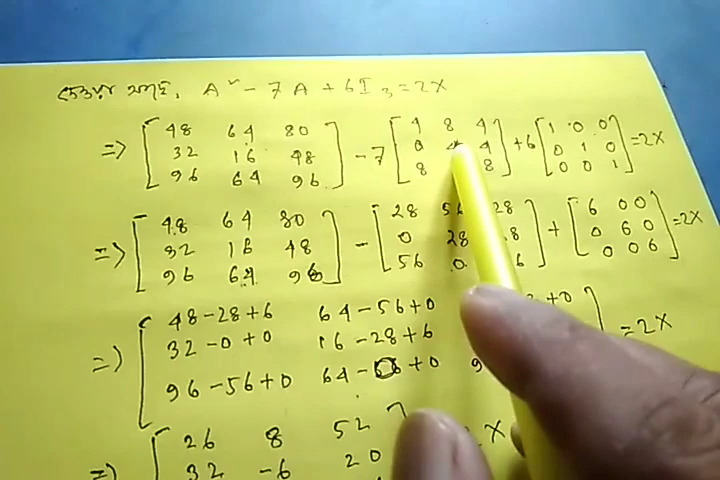 দেওয়া আছে, A² - 7A + 6I₃ = 2X
=> [48 64 80
32 16 48
96 64 96] - 7 [4 8 4
0 4 4
8 8] + 6 [1 0 0
0 1 0
0 0 1] = 2X
=> [48 64 80
32 16 48
96 64 96] - [28 56 28
0 28 28
56 0 56] + [6 0 0
0 6 0
0 0 6] = 2X
=> [48-28+6 64-56+0 +0
32-0+0 16-28+6
96-56+0 64-0+0 9] = 2X
=> [26 8 52
32 -6 20] X